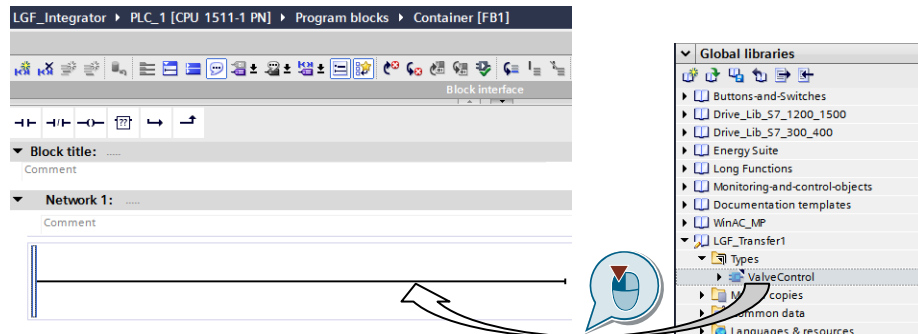 LGF_Integrator ▸ PLC_1 [CPU 1511-1 PN] ▸ Program blocks ▸ Container [FB1]
Block interface
??
Block title: .....
Comment
Network 1: .....
Comment
Global libraries
Buttons-and-Switches
Drive_Lib_S7_1200_1500
Drive_Lib_S7_300_400
Energy Suite
Long Functions
Monitoring-and-control-objects
Documentation templates
WinAC_MP
LGF_Transfer1
Types
ValveControl
copies
data
Languages & resources